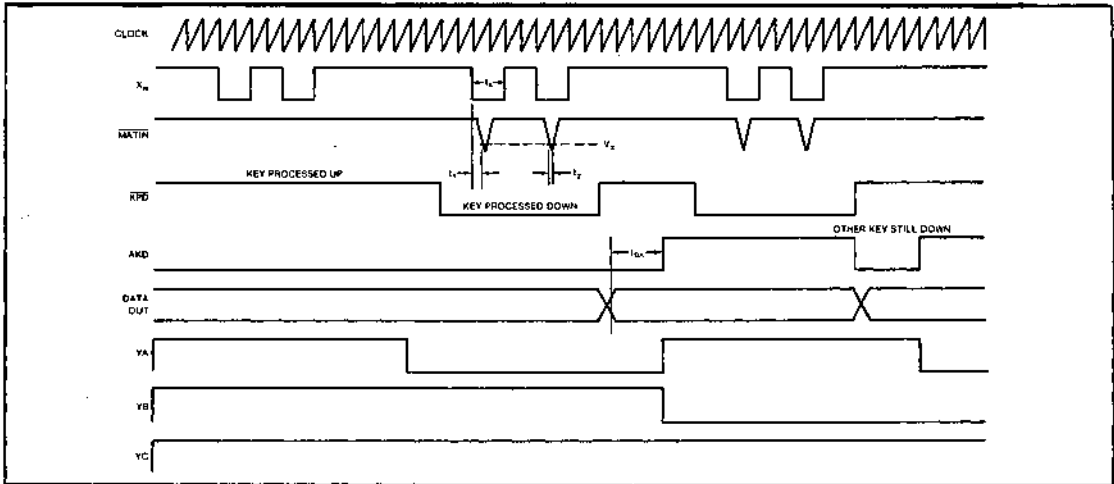 CLOCK
Xn
tx
MATIN
Vx
t1
t2
KEY PROCESSED UP
KPD
KEY PROCESSED DOWN
OTHER KEY STILL DOWN
AKD
DATA
OUT
YA
YB
YC